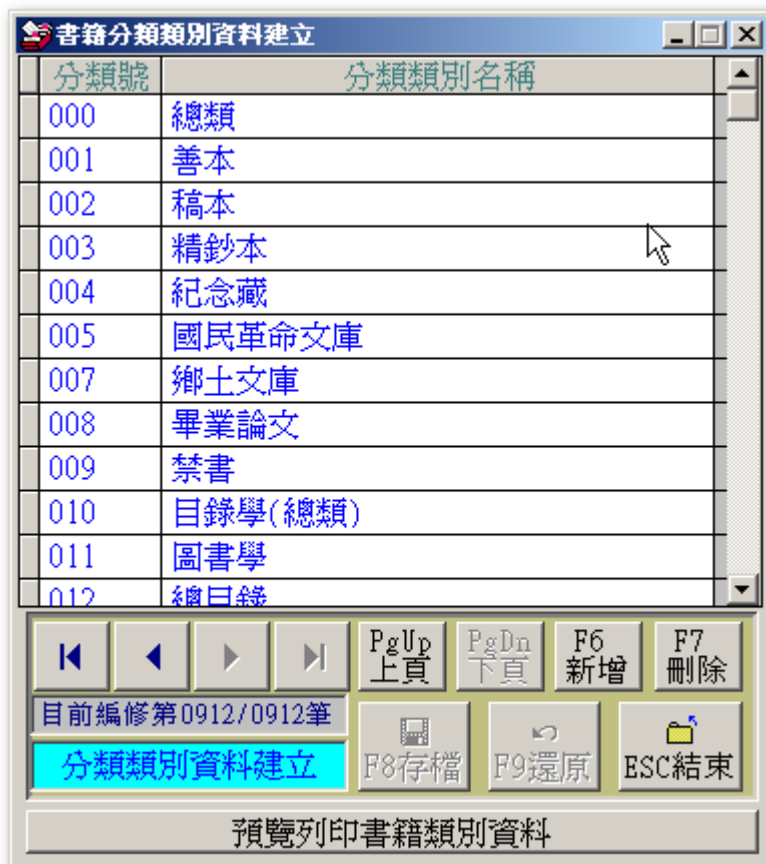 書籍分類類別資料建立
分類號 分類類別名稱
000 總類
001 善本
002 稿本
003 精鈔本
004 紀念藏
005 國民革命文庫
007 鄉土文庫
008 畢業論文
009 禁書
010 目錄學(總類)
011 圖書學
012 總目錄
PgUp 上頁
PgDn 下頁
F6 新增
F7 刪除
目前編修第0912/0912筆
分類類別資料建立
F8存檔
F9還原
ESC結束
預覽列印書籍類別資料